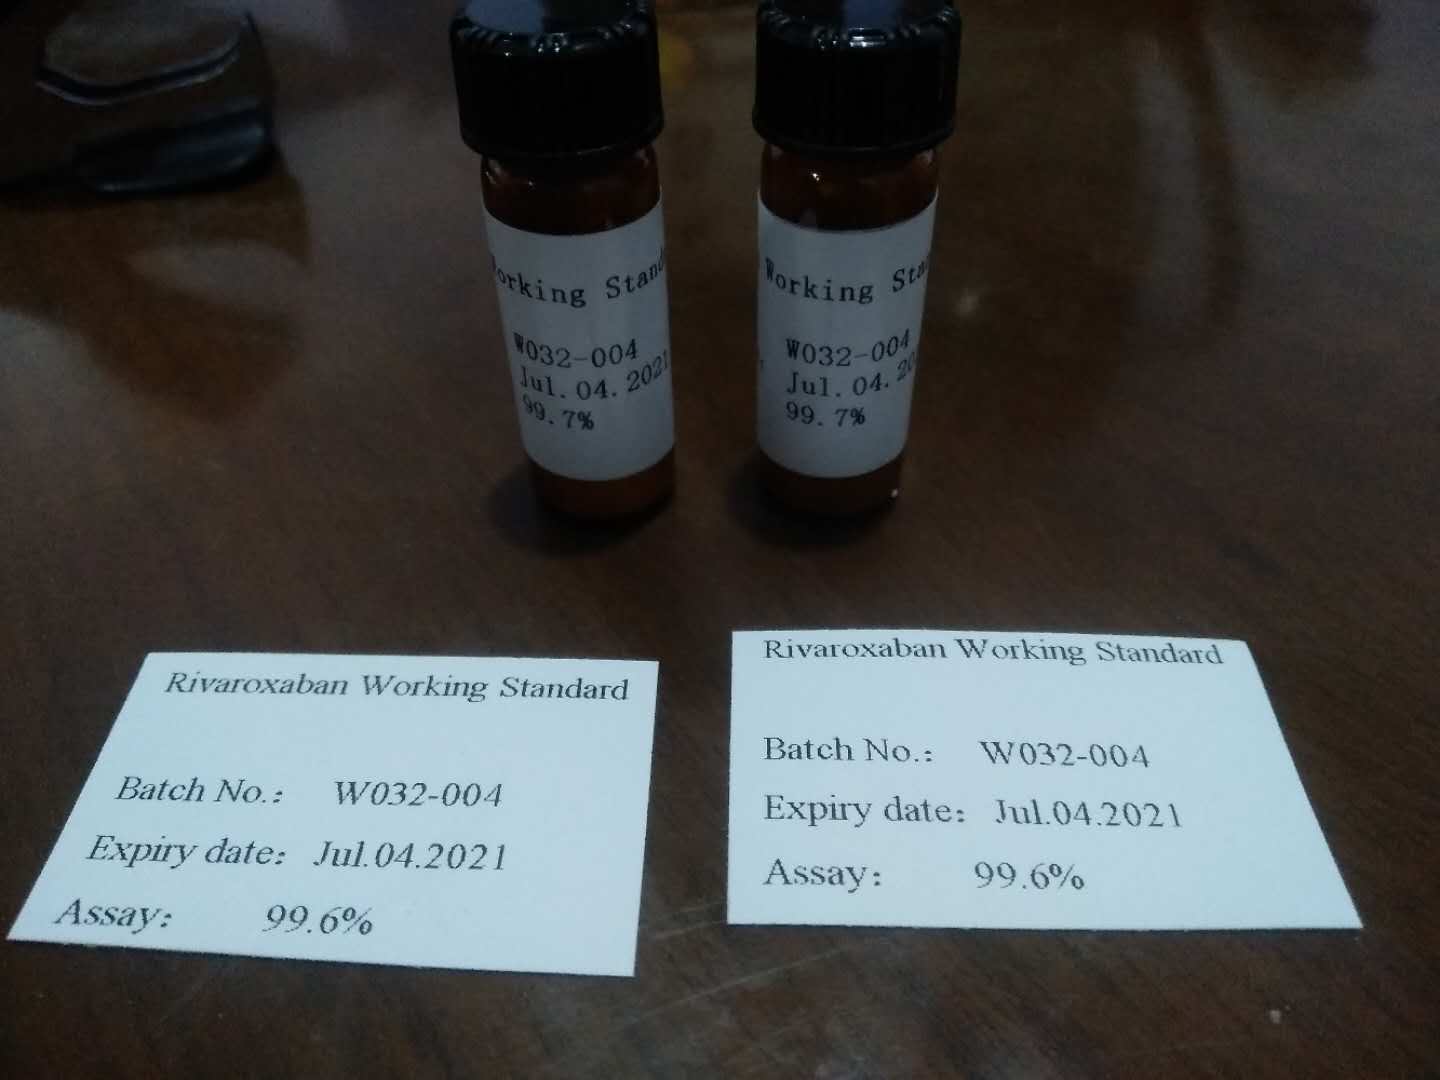 Working Stand
W032-004
Jul. 04. 2021
99.7%
Working Sta
W032-004
Jul. 04. 20
99.7%
Rivaroxaban Working Standard
Batch No.: W032-004
Expiry date: Jul.04.2021
Assay: 99.6%
Rivaroxaban Working Standard
Batch No.: W032-004
Expiry date: Jul.04.2021
Assay: 99.6%